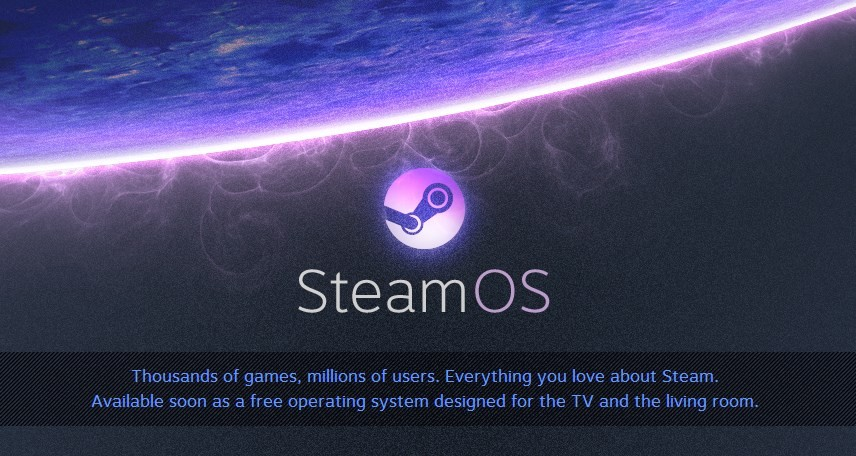 SteamOS
Thousands of games, millions of users. Everything you love about Steam.
Available soon as a free operating system designed for the TV and the living room.